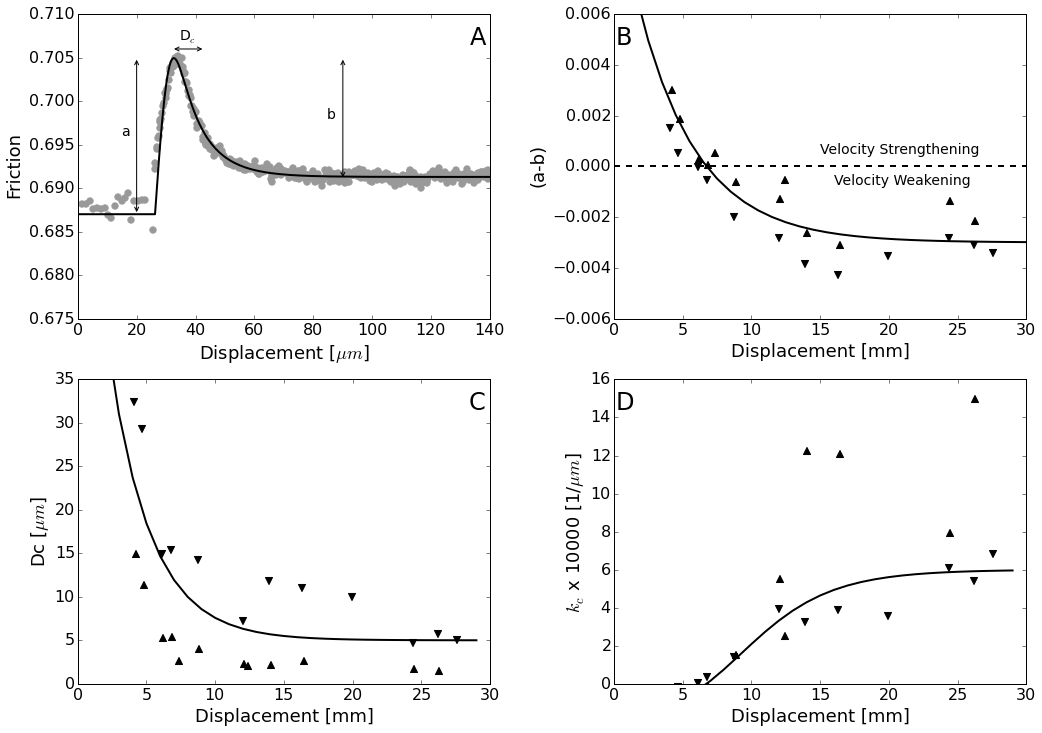 0.710
0.705
0.700
0.695
0.690
0.685
0.680
0.675
Friction
A
D_c
a
b
0 20 40 60 80 100 120 140
Displacement [μm]
0.006
0.004
0.002
0.000
−0.002
−0.004
−0.006
(a-b)
B
Velocity Strengthening
Velocity Weakening
0 5 10 15 20 25 30
Displacement [mm]
35
30
25
20
15
10
5
0
Dc [μm]
C
0 5 10 15 20 25 30
Displacement [mm]
16
14
12
10
8
6
4
2
0
k_c x 10000 [1/μm]
D
0 5 10 15 20 25 30
Displacement [mm]